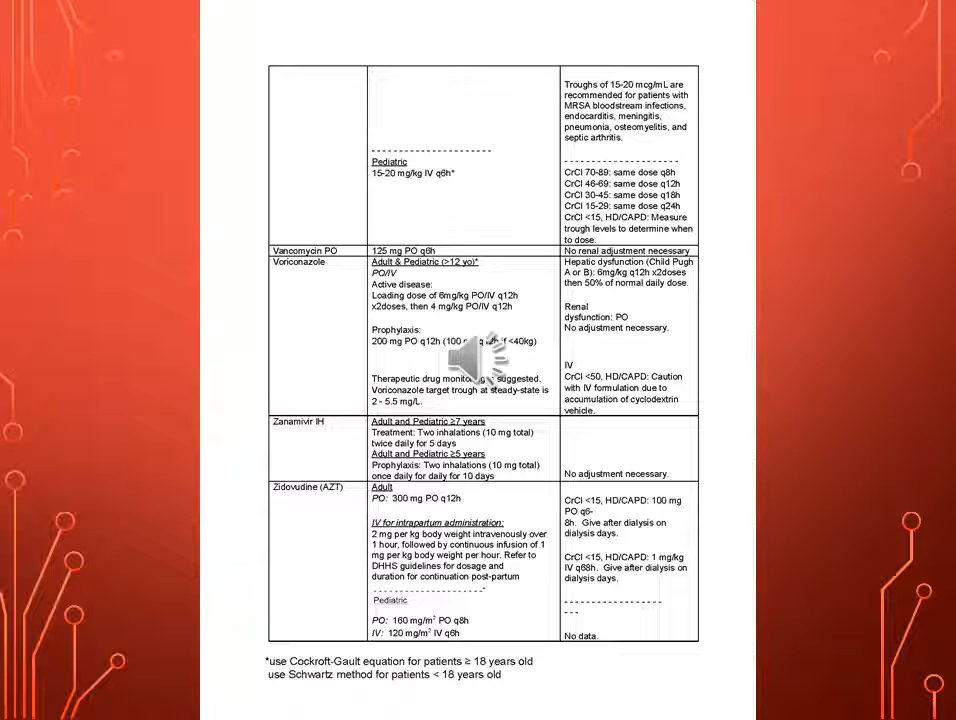 Troughs of 15-20 mcg/mL are
recommended for patients with
MRSA bloodstream infections,
endocarditis, meningitis,
pneumonia, osteomyelitis, and
septic arthritis.
- - - - - - - - - - - - - - - - - - - - - -
Pediatric
15-20 mg/kg IV q6h*
- - - - - - - - - - - - - - - - - - - - -
CrCl 70-89: same dose q8h
CrCl 46-69: same dose q12h
CrCl 30-45: same dose q18h
CrCl 15-29: same dose q24h
CrCl <15, HD/CAPD: Measure
trough levels to determine when
to dose.
Vancomycin PO
125 mg PO q6h
No renal adjustment necessary
Voriconazole
Adult & Pediatric (>12 yo)*
PO/IV
Active disease:
Loading dose of 6mg/kg PO/IV q12h
x2doses, then 4 mg/kg PO/IV q12h
Prophylaxis:
200 mg PO q12h (100 if <40kg)
Therapeutic drug suggested.
Voriconazole target trough at steady-state is
2 - 5.5 mg/L.
Hepatic dysfunction (Child Pugh
A or B): 6mg/kg q12h x2doses
then 50% of normal daily dose.
Renal
dysfunction: PO
No adjustment necessary.
IV
CrCl <50, HD/CAPD: Caution
with IV formulation due to
accumulation of cyclodextrin
vehicle.
Zanamivir IH
Adult and Pediatric ≥7 years
Treatment: Two inhalations (10 mg total)
twice daily for 5 days
Adult and Pediatric ≥5 years
Prophylaxis: Two inhalations (10 mg total)
once daily for daily for 10 days
No adjustment necessary.
Zidovudine (AZT)
Adult
PO: 300 mg PO q12h
IV for intrapartum administration:
2 mg per kg body weight intravenously over
1 hour, followed by continuous infusion of 1
mg per kg body weight per hour. Refer to
DHHS guidelines for dosage and
duration for continuation post-partum
- - - - - - - - - - - - - - - - - - - - -
Pediatric
PO: 160 mg/m² PO q8h
IV: 120 mg/m² IV q6h
CrCl <15, HD/CAPD: 100 mg
PO q6-
8h. Give after dialysis on
dialysis days.
CrCl <15, HD/CAPD: 1 mg/kg
IV q68h. Give after dialysis on
dialysis days.
- - - - - - - - - - - - - - - - - -
- - -
No data.
*use Cockroft-Gault equation for patients ≥ 18 years old
use Schwartz method for patients < 18 years old